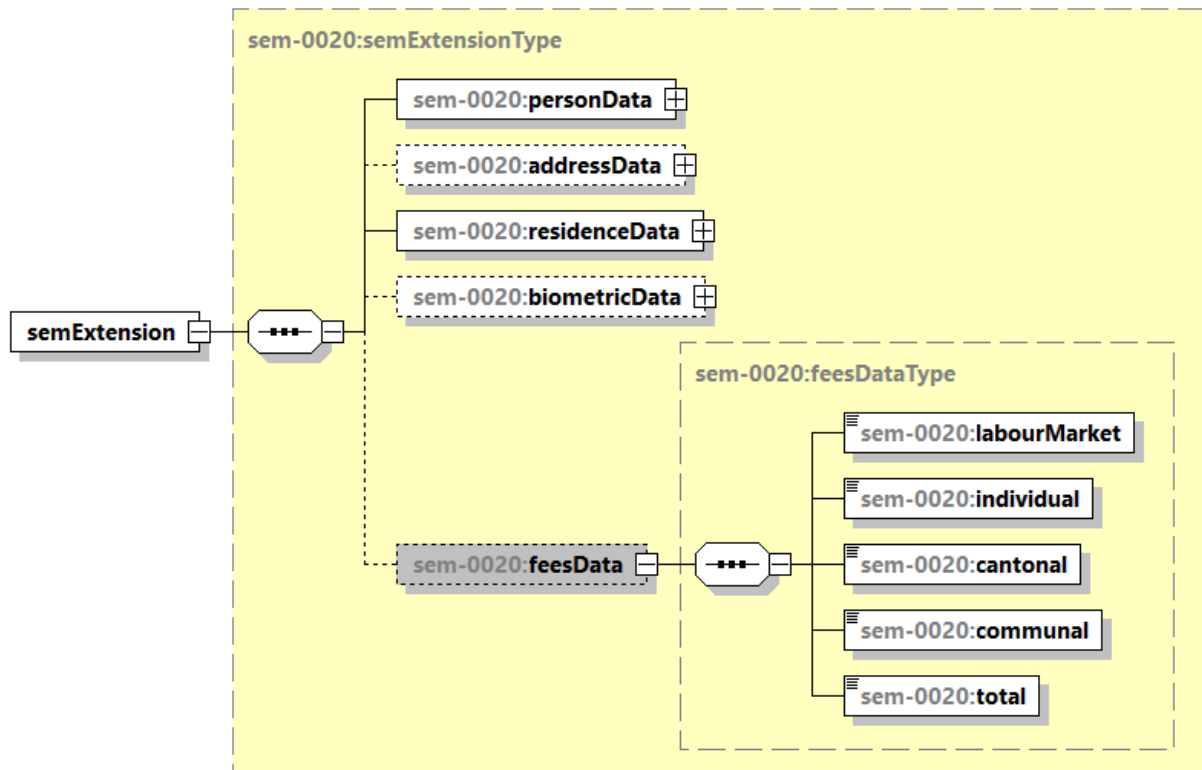 sem-0020:semExtensionType
sem-0020:personData
sem-0020:addressData
sem-0020:residenceData
sem-0020:biometricData
semExtension
sem-0020:feesDataType
sem-0020:labourMarket
sem-0020:individual
sem-0020:feesData
sem-0020:cantonal
sem-0020:communal
sem-0020:total